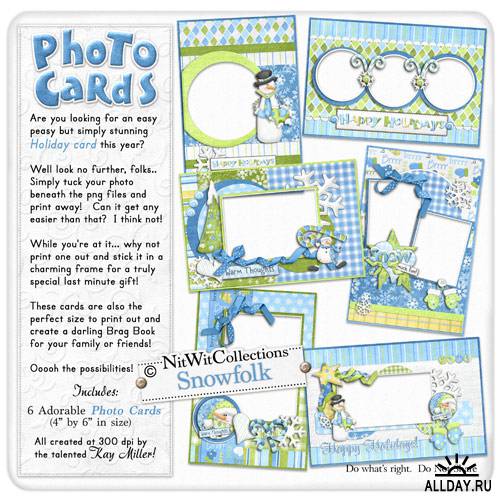 PHOTO
CARDS
Are you looking for an easy
peasy but simply stunning
Holiday card this year?
Well look no further, folks..
Simply tuck your photo
beneath the png files and
print away! Can it get any
easier than that? I think not!
While you're at it... why not
print one out and stick it in a
charming frame for a truly
special last minute gift!
These cards are also the
perfect size to print out and
create a darling Brag Book
for your family or friends!
Ooooh the possibilities!
Includes:
6 Adorable Photo Cards
(4" by 6" in size)
All created at 300 dpi by
the talented Kay Miller!
Happy Holidays
Happy Holidays
Warm Thoughts
Snow
© NitWitCollections
Snowfolk
Happy Holidays!
Do what's right. Do Not Share
ALLDAY.RU